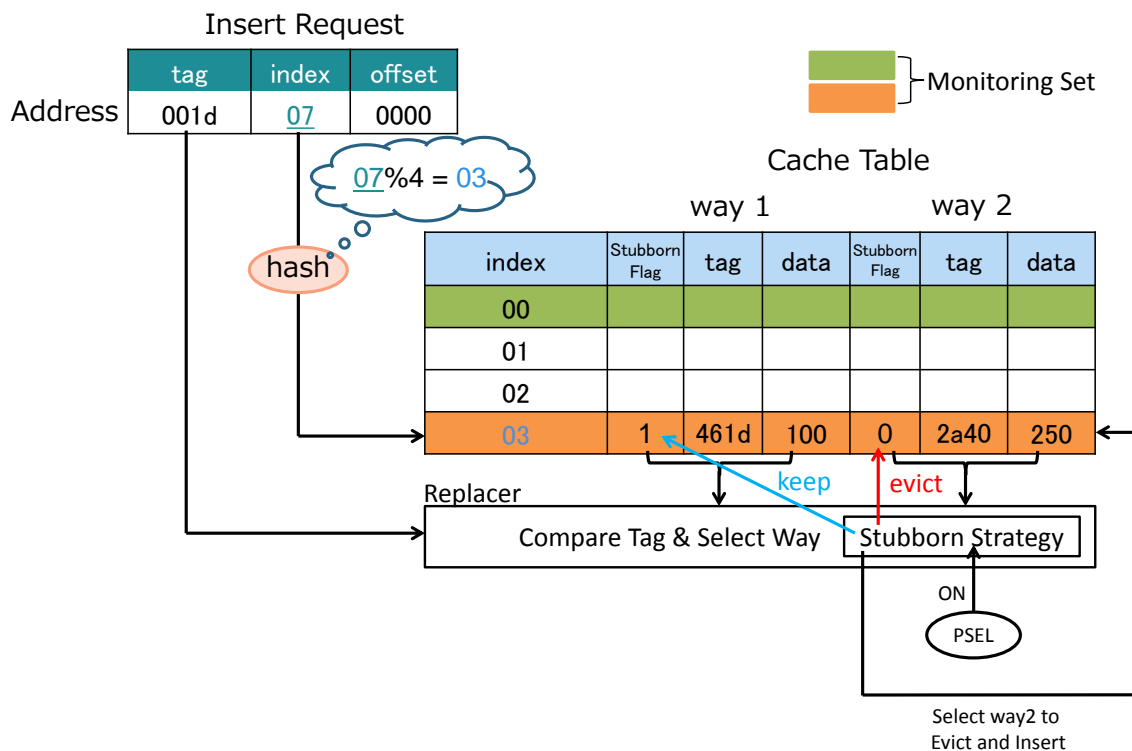 Insert Request
tag index offset
Address 001d 07 0000
Monitoring Set
07%4 = 03
hash
Cache Table
way 1 way 2
index Stubborn Flag tag data Stubborn Flag tag data
00
01
02
03 1 461d 100 0 2a40 250
keep evict
Replacer
Compare Tag & Select Way Stubborn Strategy
ON
PSEL
Select way2 to
Evict and Insert